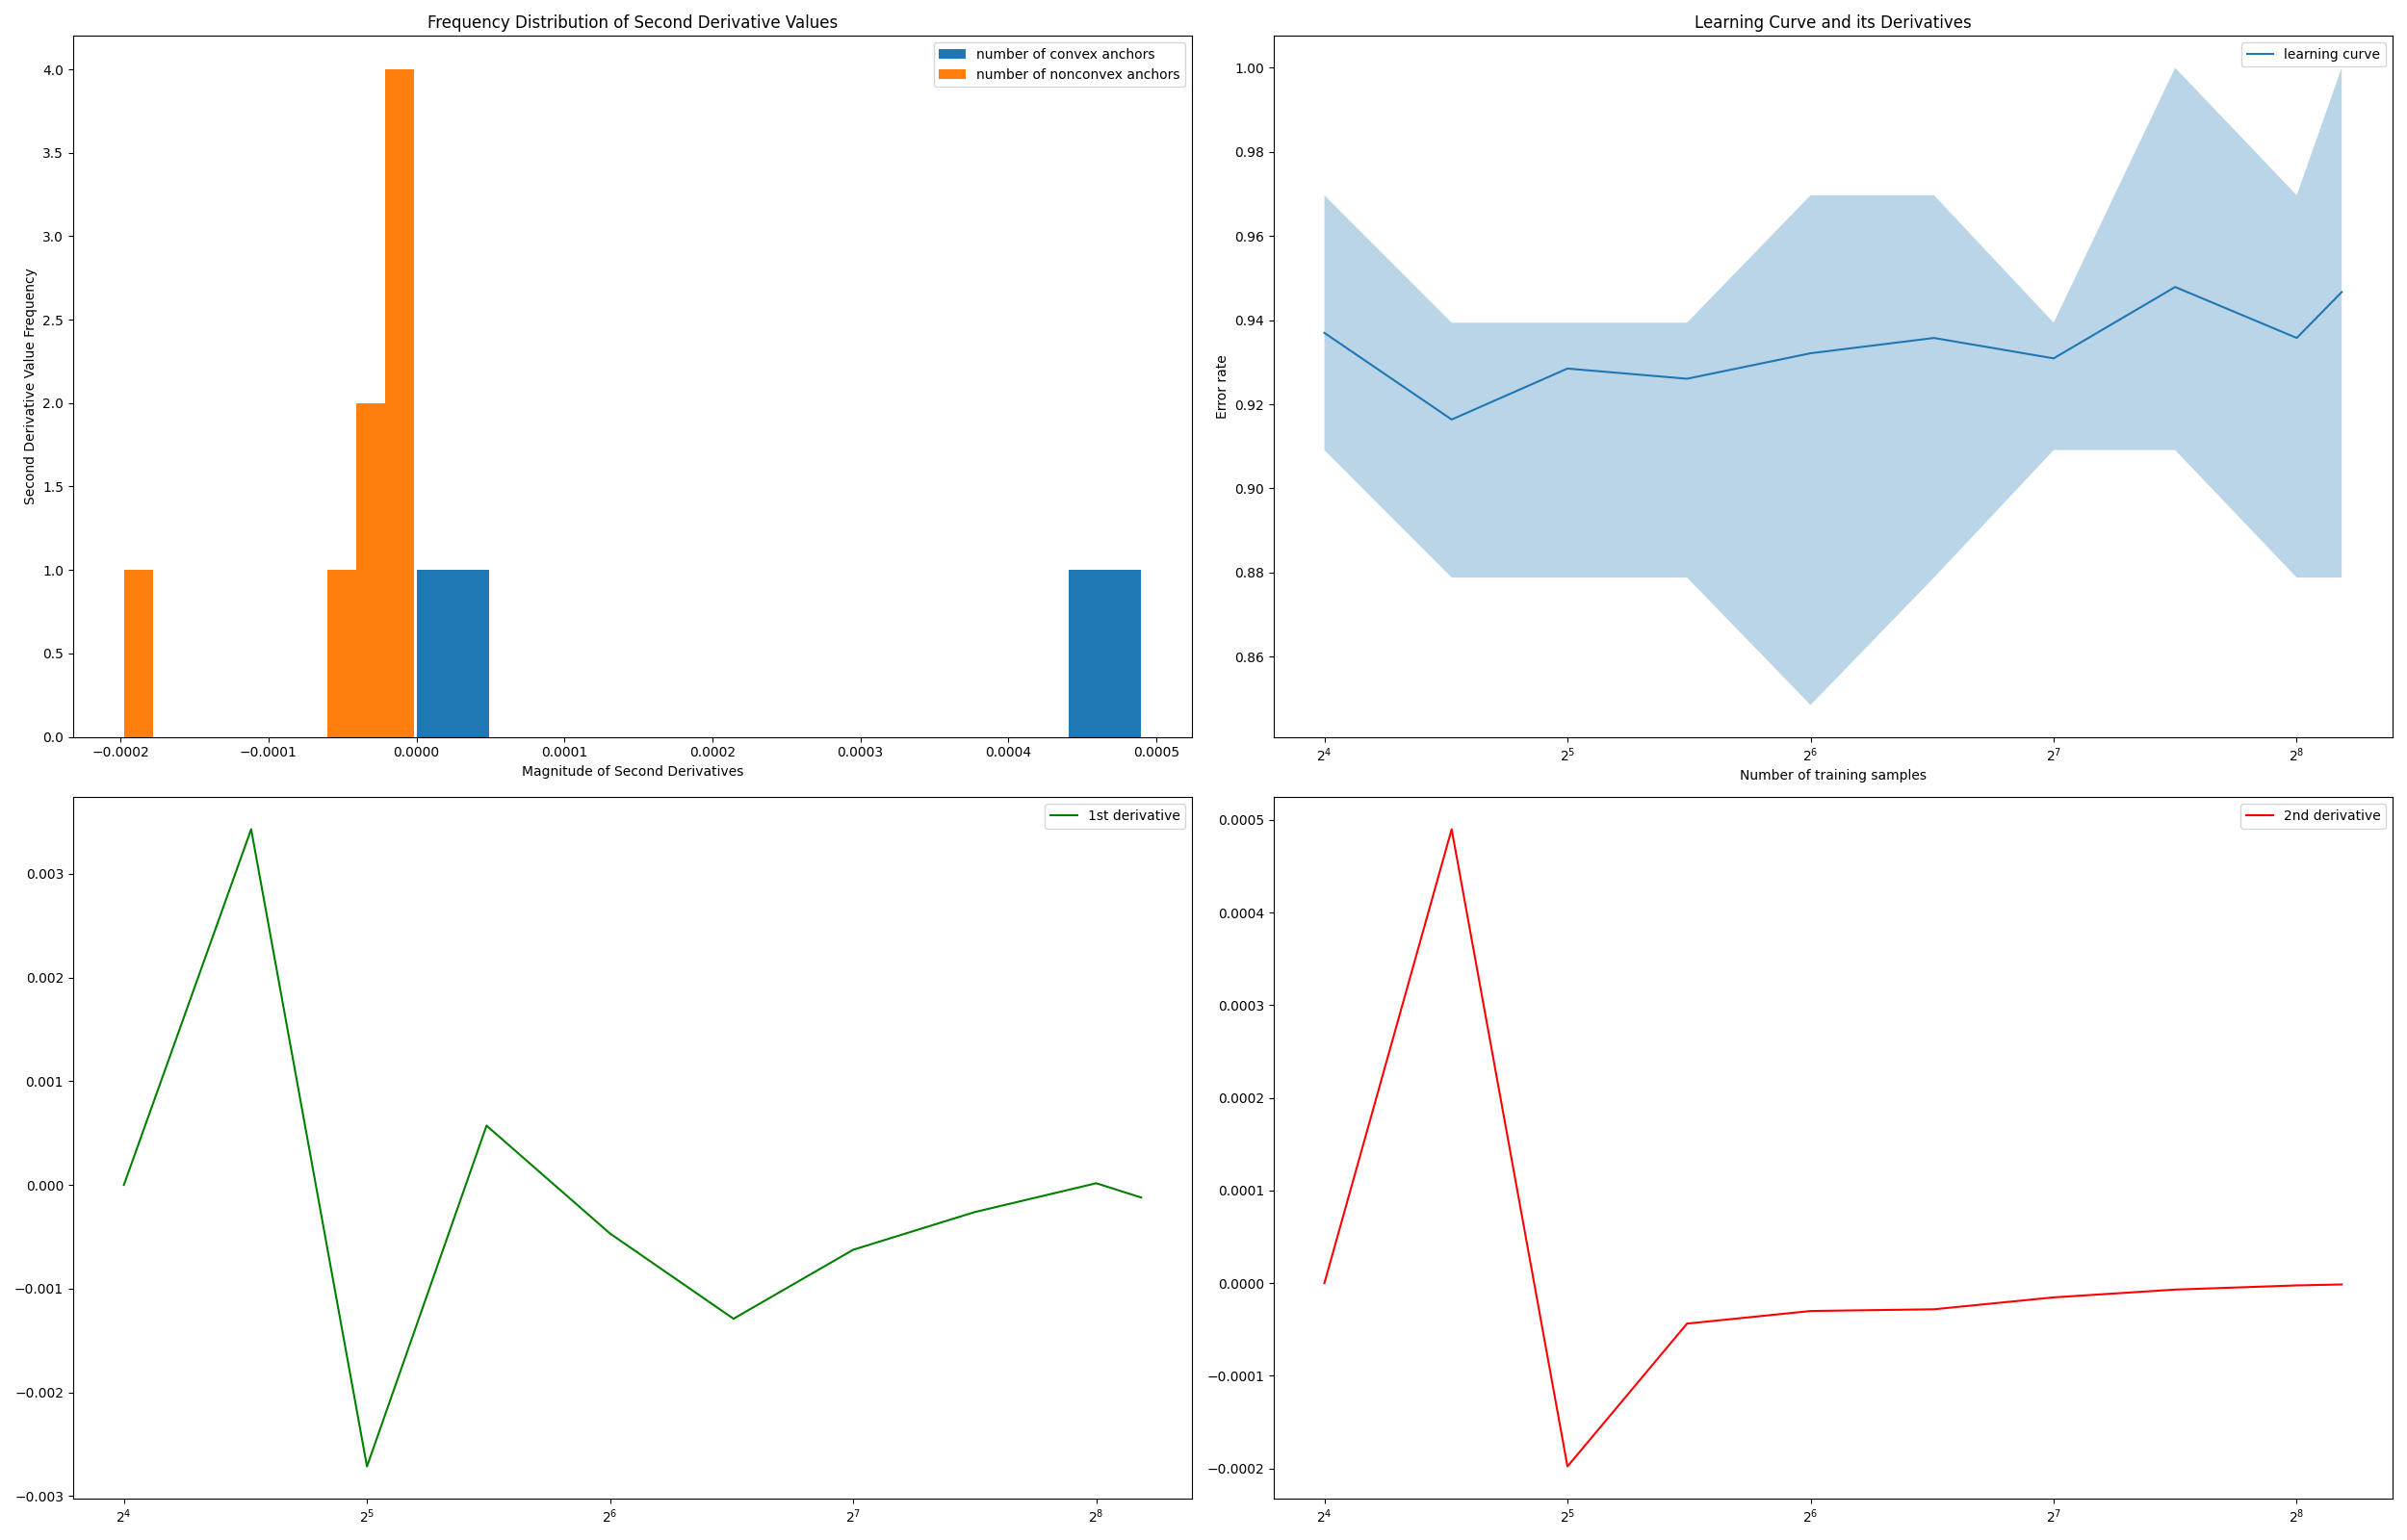 Frequency Distribution of Second Derivative Values
number of convex anchors
number of nonconvex anchors
Second Derivative Value Frequency
4.0
3.5
3.0
2.5
2.0
1.5
1.0
0.5
0.0
−0.0002 −0.0001 0.0000 0.0001 0.0002 0.0003 0.0004 0.0005
Magnitude of Second Derivatives
Learning Curve and its Derivatives
learning curve
Error rate
1.00
0.98
0.96
0.94
0.92
0.90
0.88
0.86
2⁴ 2⁵ 2⁶ 2⁷ 2⁸
Number of training samples
1st derivative
0.003
0.002
0.001
0.000
−0.001
−0.002
−0.003
2⁴ 2⁵ 2⁶ 2⁷ 2⁸
2nd derivative
0.0005
0.0004
0.0003
0.0002
0.0001
0.0000
−0.0001
−0.0002
2⁴ 2⁵ 2⁶ 2⁷ 2⁸